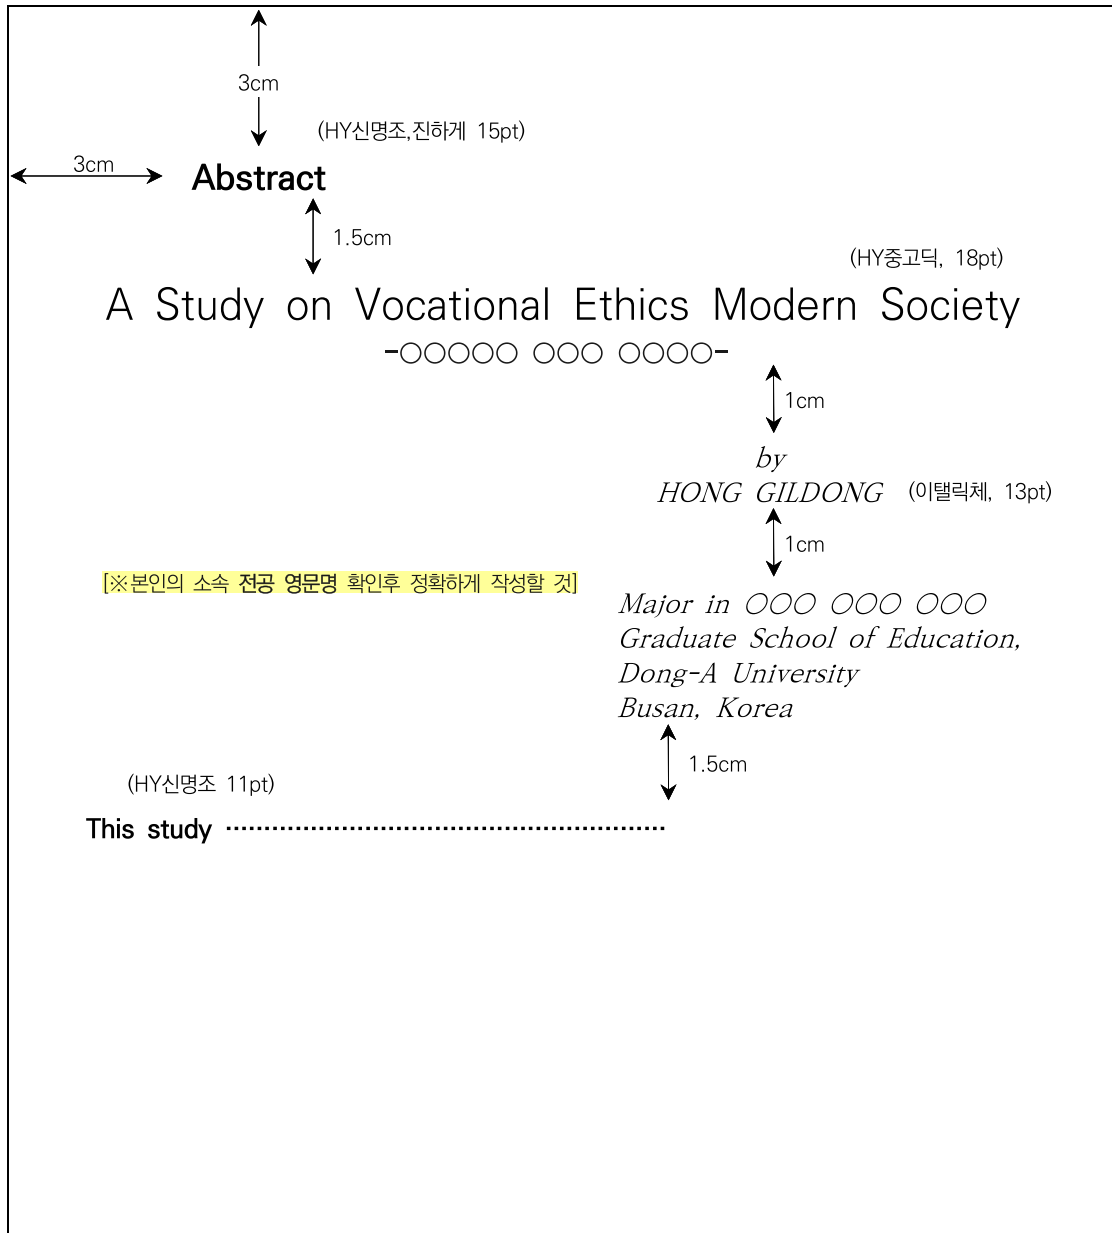 3cm
(HY신명조,진하게 15pt)
3cm
Abstract
1.5cm
(HY중고딕, 18pt)
A Study on Vocational Ethics Modern Society
-○○○○○ ○○○ ○○○○-
1cm
by
HONG GILDONG (이탤릭체, 13pt)
1cm
[※본인의 소속 전공 영문명 확인후 정확하게 작성할 것]
Major in ○○○ ○○○ ○○○
Graduate School of Education,
Dong-A University
Busan, Korea
1.5cm
(HY신명조 11pt)
This study ························································